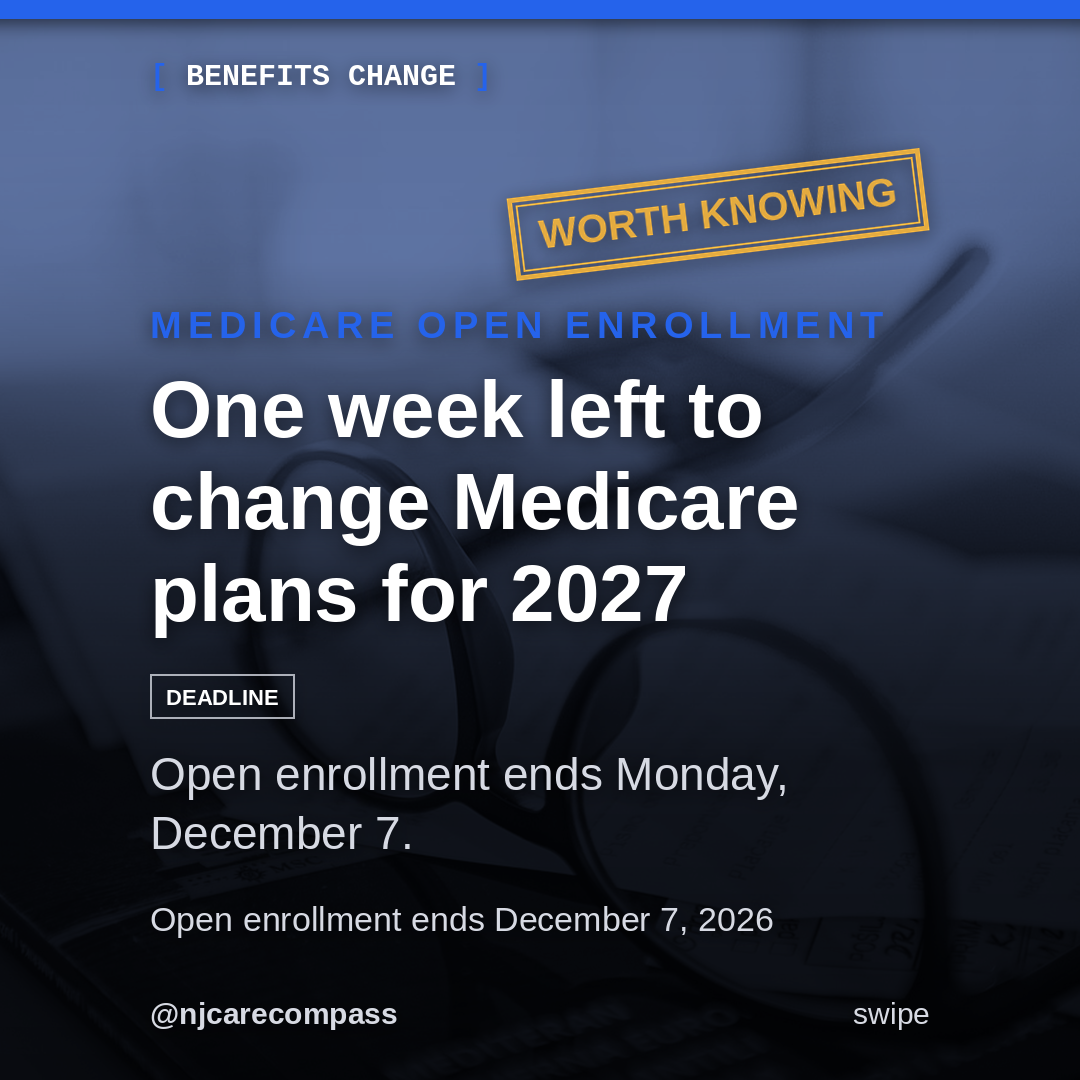 [ BENEFITS CHANGE ]
WORTH KNOWING
MEDICARE OPEN ENROLLMENT
One week left to
change Medicare
plans for 2027
DEADLINE
Open enrollment ends Monday,
December 7.
Open enrollment ends December 7, 2026
@njcarecompass
swipe